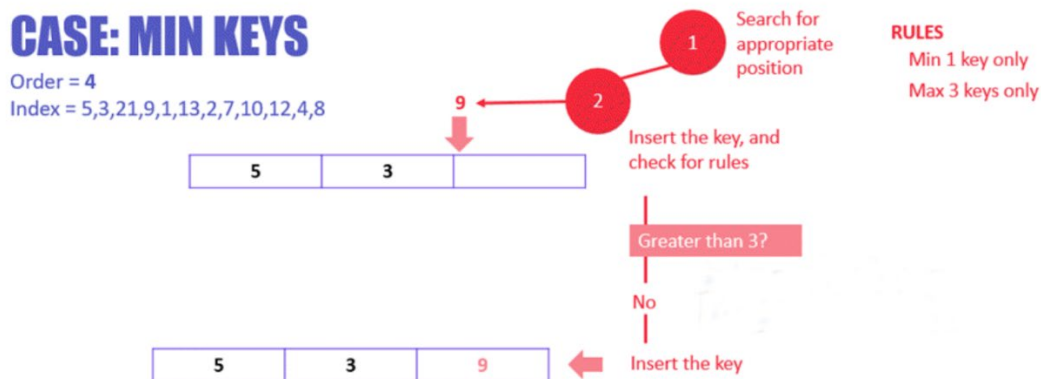 CASE: MIN KEYS
Order = 4
Index = 5,3,21,9,1,13,2,7,10,12,4,8
1
Search for
appropriate
position
RULES
Min 1 key only
Max 3 keys only
9
2
Insert the key, and
check for rules
5 3
Greater than 3?
No
Insert the key
5 3 9